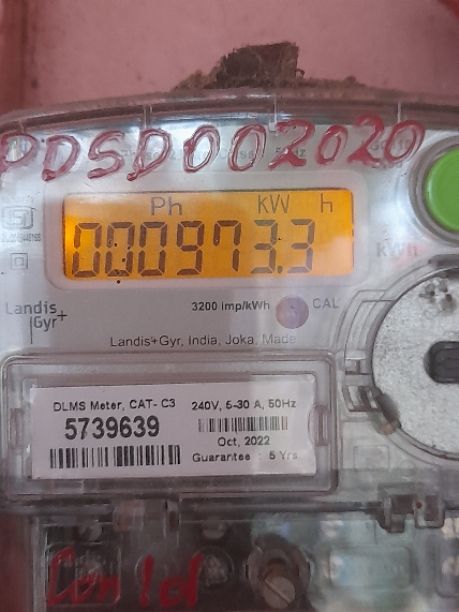 PDSD002020
Ph kW h
000973.3
kWh
Landis
Gyr+
3200 imp/kWh CAL
Landis+Gyr, India, Joka, Made
DLMS Meter, CAT- C3
5739639
240V, 5-30 A, 50Hz
Oct, 2022
Guarantee : 5 Yrs